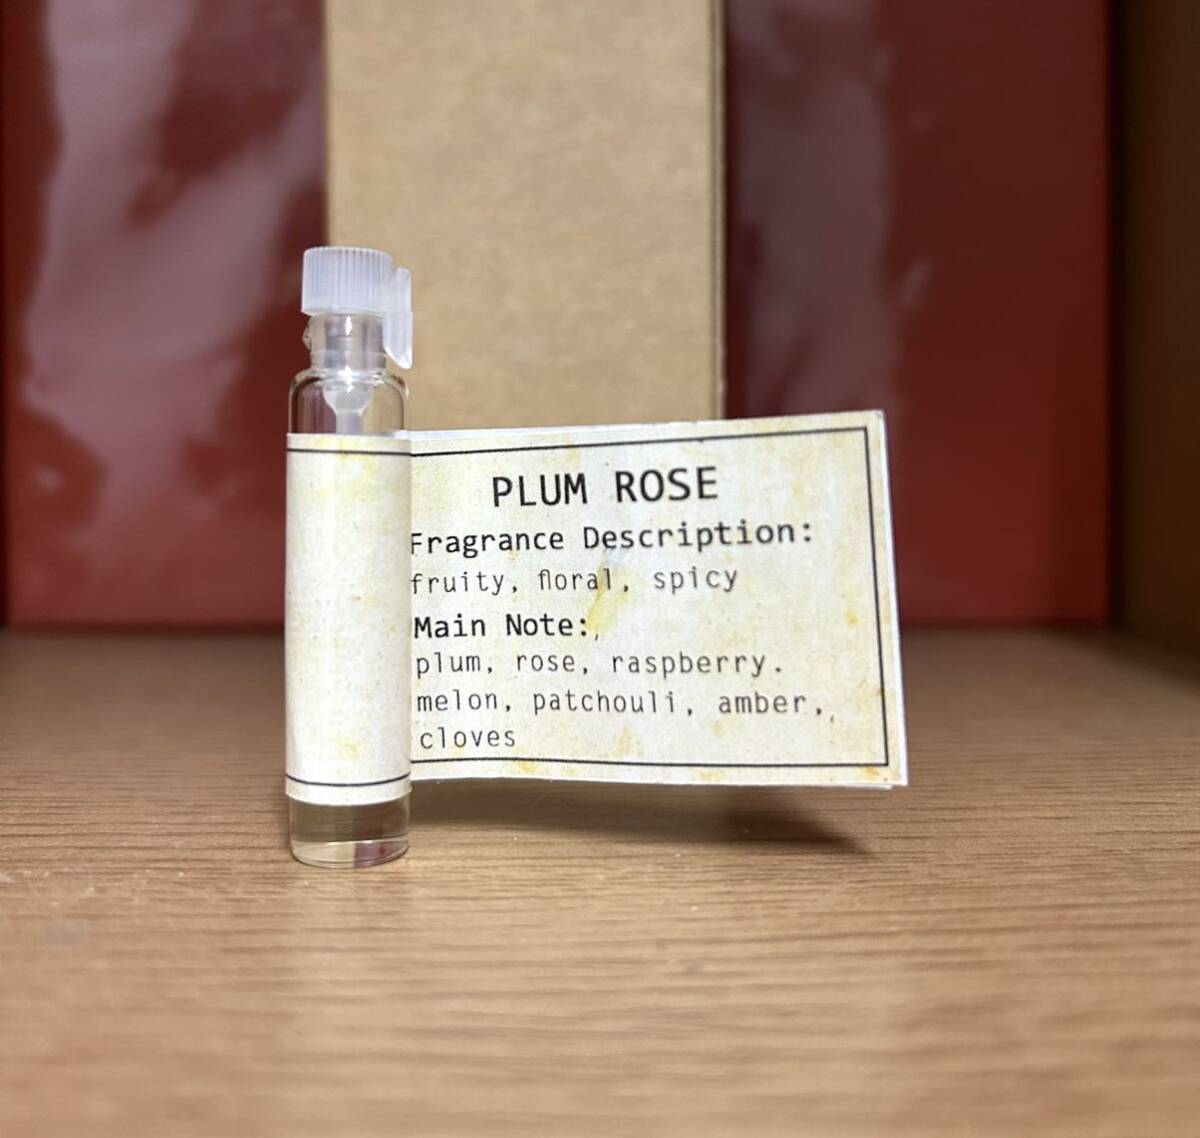 PLUM ROSE
Fragrance Description:
fruity, floral, spicy
Main Note:
plum, rose, raspberry.
melon, patchouli, amber,
cloves